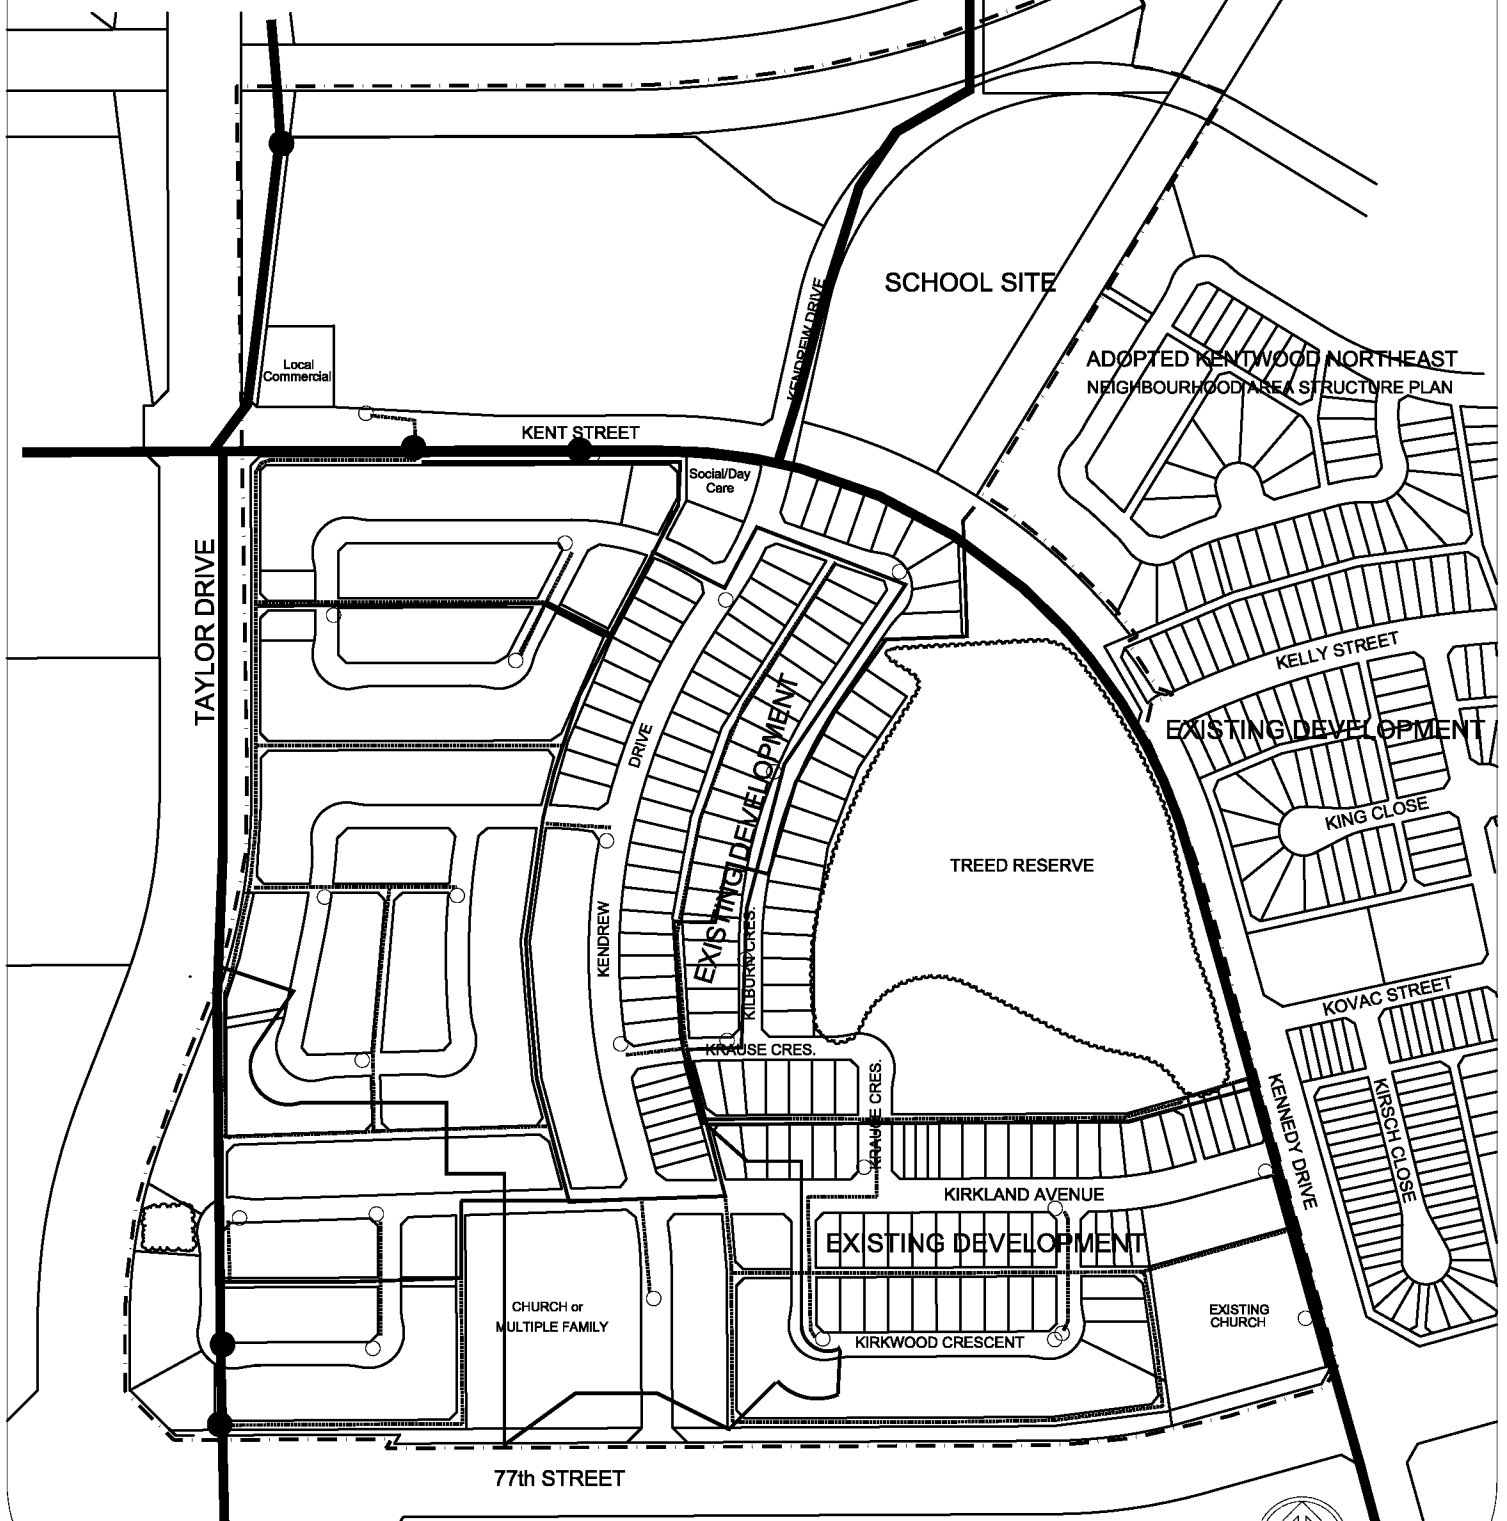 SCHOOL SITE
KENDREW DRIVE
Local
Commercial
ADOPTED KENTWOOD NORTHEAST
NEIGHBOURHOOD AREA STRUCTURE PLAN
KENT STREET
Social/Day
Care
TAYLOR DRIVE
KELLY STREET
EXISTING DEVELOPMENT
DRIVE
EXISTING DEVELOPMENT
KING CLOSE
TREED RESERVE
KENDREW
KILBURN CRES.
KOVAC STREET
KRAUSE CRES.
KRAUSE CRES.
KENNEDY DRIVE
KIRSCH CLOSE
KIRKLAND AVENUE
EXISTING DEVELOPMENT
CHURCH or
MULTIPLE FAMILY
EXISTING
CHURCH
KIRKWOOD CRESCENT
77th STREET